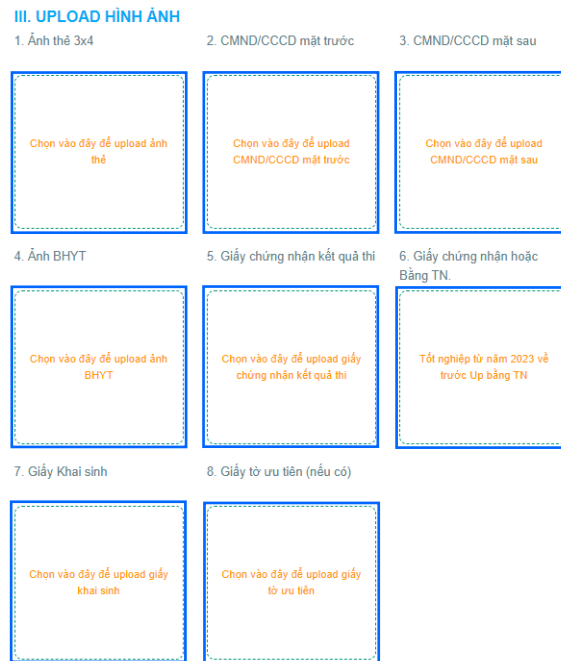 III. UPLOAD HÌNH ẢNH
1. Ảnh thẻ 3x4
2. CMND/CCCD mặt trước
3. CMND/CCCD mặt sau
Chọn vào đây để upload ảnh
thẻ
Chọn vào đây để upload
CMND/CCCD mặt trước
Chọn vào đây để upload
CMND/CCCD mặt sau
4. Ảnh BHYT
5. Giấy chứng nhận kết quả thi
6. Giấy chứng nhận hoặc
Bằng TN.
Chọn vào đây để upload ảnh
BHYT
Chọn vào đây để upload giấy
chứng nhận kết quả thi
Tốt nghiệp từ năm 2023 về
trước Up bằng TN
7. Giấy Khai sinh
8. Giấy tờ ưu tiên (nếu có)
Chọn vào đây để upload giấy
khai sinh
Chọn vào đây để upload giấy
tờ ưu tiên